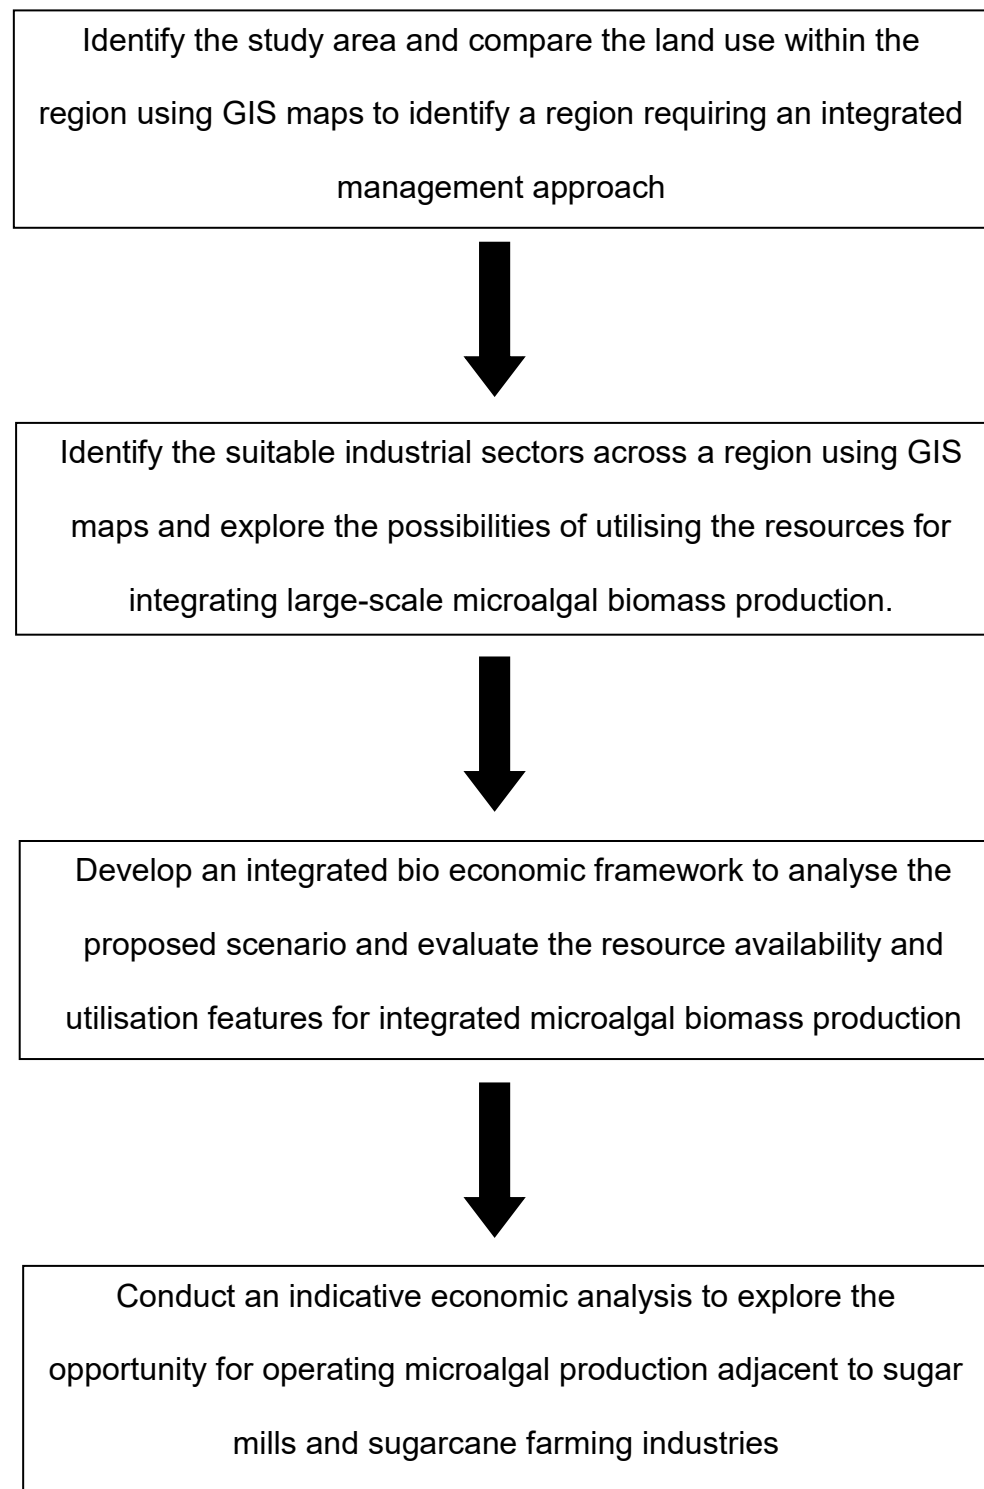 Identify the study area and compare the land use within the
region using GIS maps to identify a region requiring an integrated
management approach
Identify the suitable industrial sectors across a region using GIS
maps and explore the possibilities of utilising the resources for
integrating large-scale microalgal biomass production.
Develop an integrated bio economic framework to analyse the
proposed scenario and evaluate the resource availability and
utilisation features for integrated microalgal biomass production
Conduct an indicative economic analysis to explore the
opportunity for operating microalgal production adjacent to sugar
mills and sugarcane farming industries